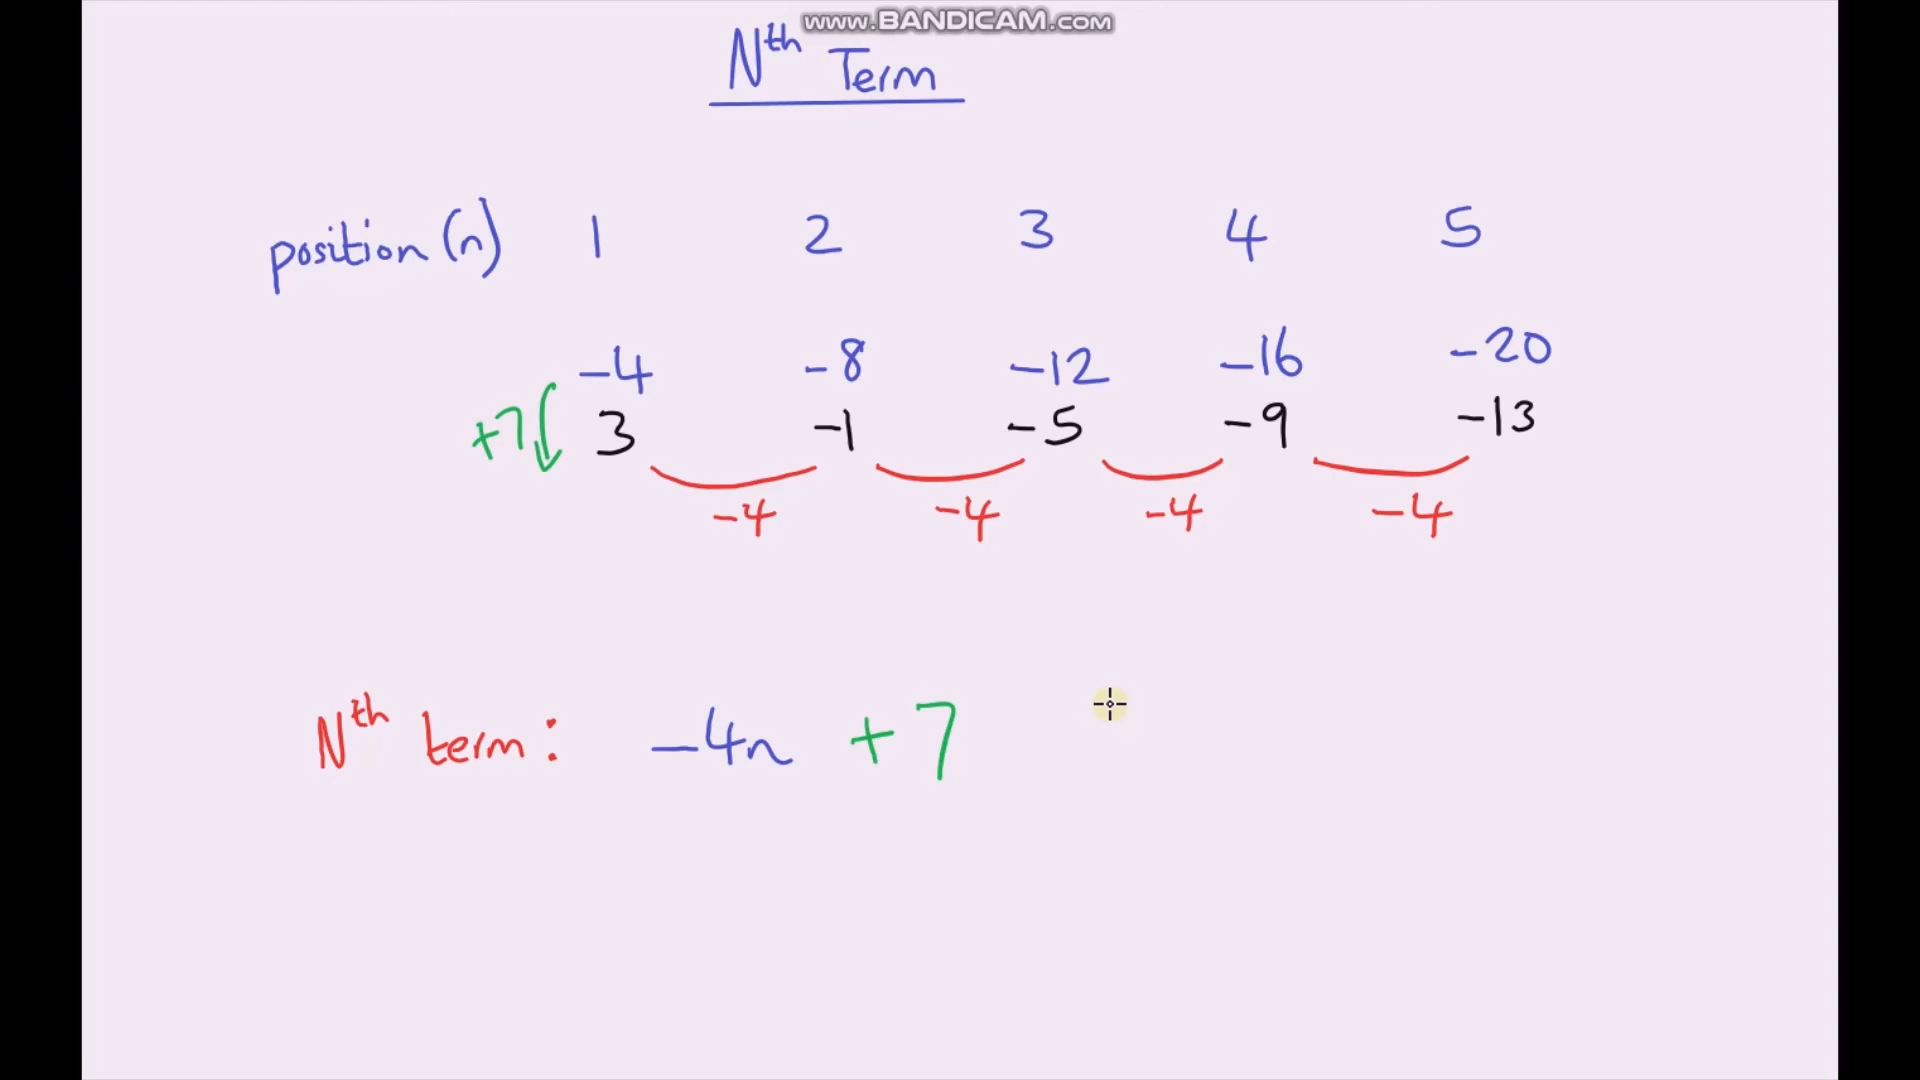 www.BANDICAM.com
Nth Term
position (n) 1 2 3 4 5
-4 -8 -12 -16 -20
+7 3 -1 -5 -9 -13
-4 -4 -4 -4
Nth term: -4n + 7